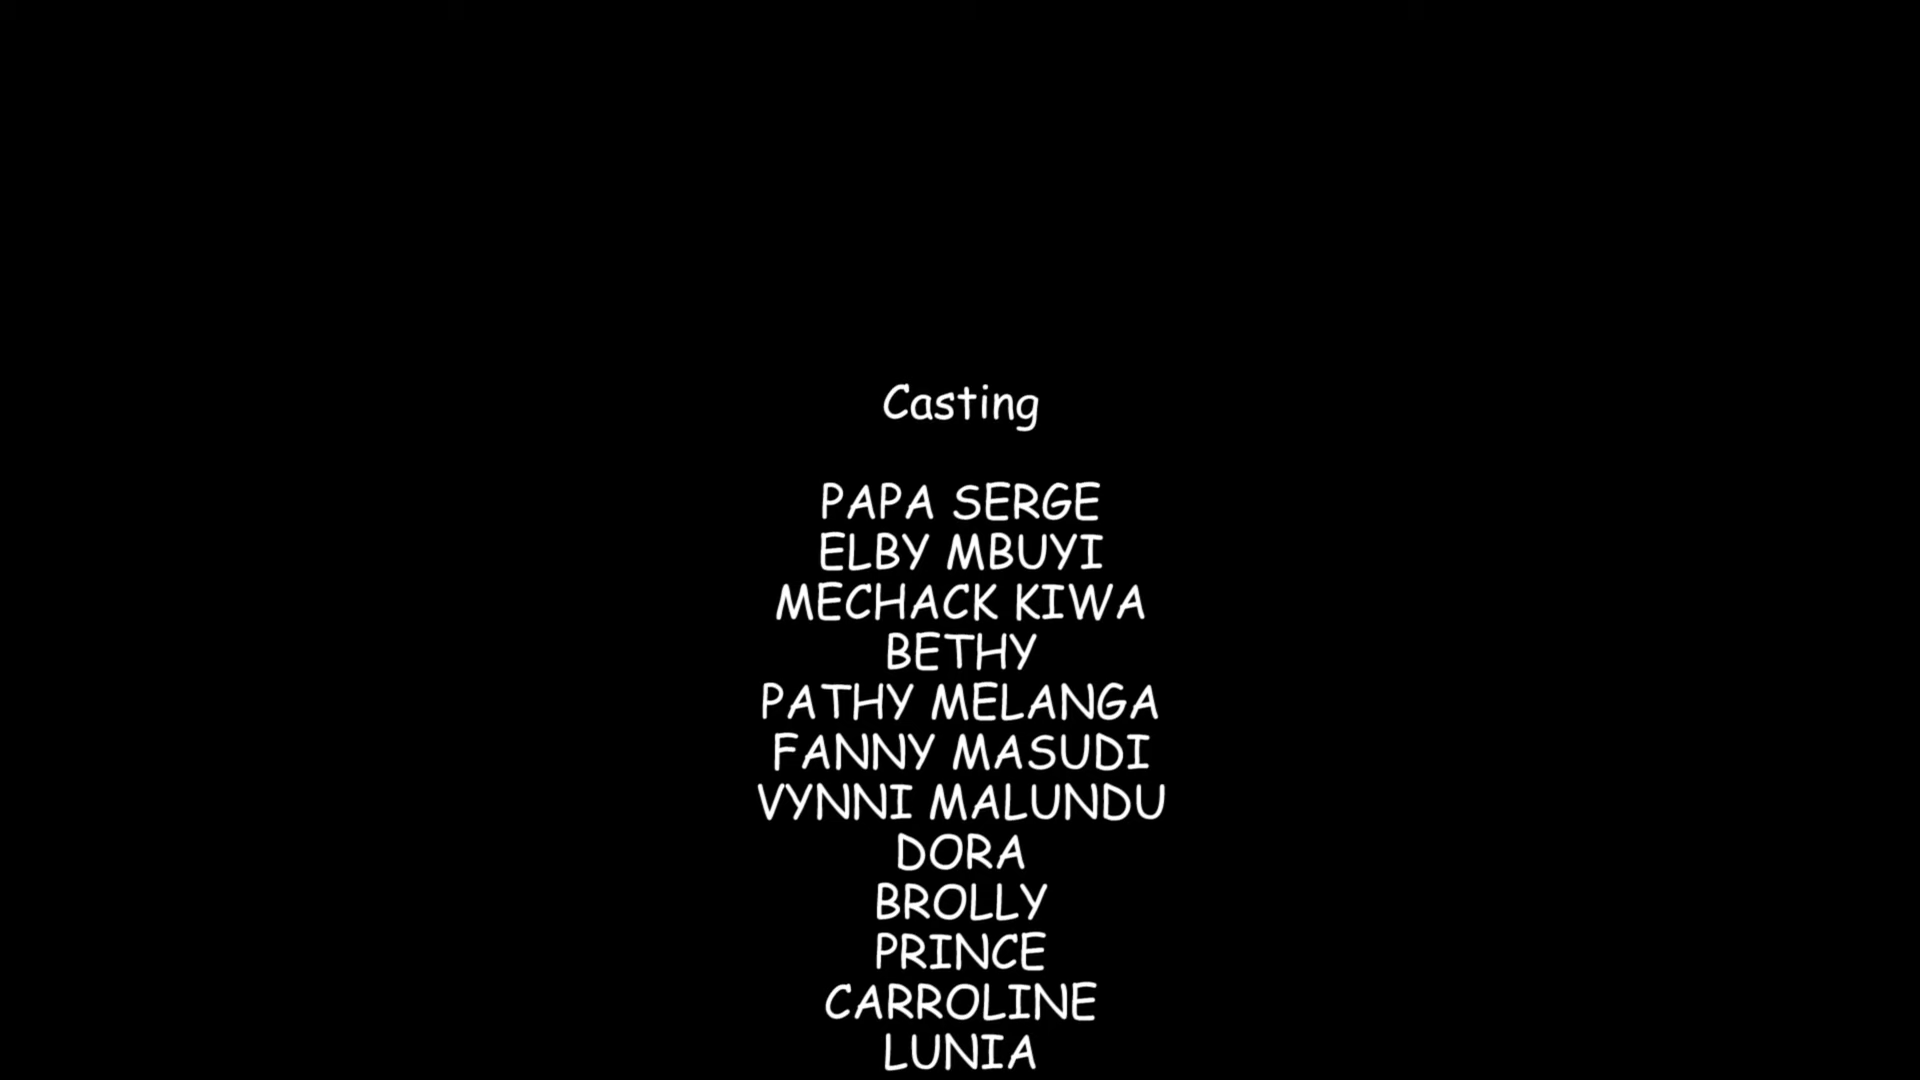 Casting
PAPA SERGE
ELBY MBUYI
MECHACK KIWA
BETHY
PATHY MELANGA
FANNY MASUDI
VYNNI MALUNDU
DORA
BROLLY
PRINCE
CARROLINE
LUNIA